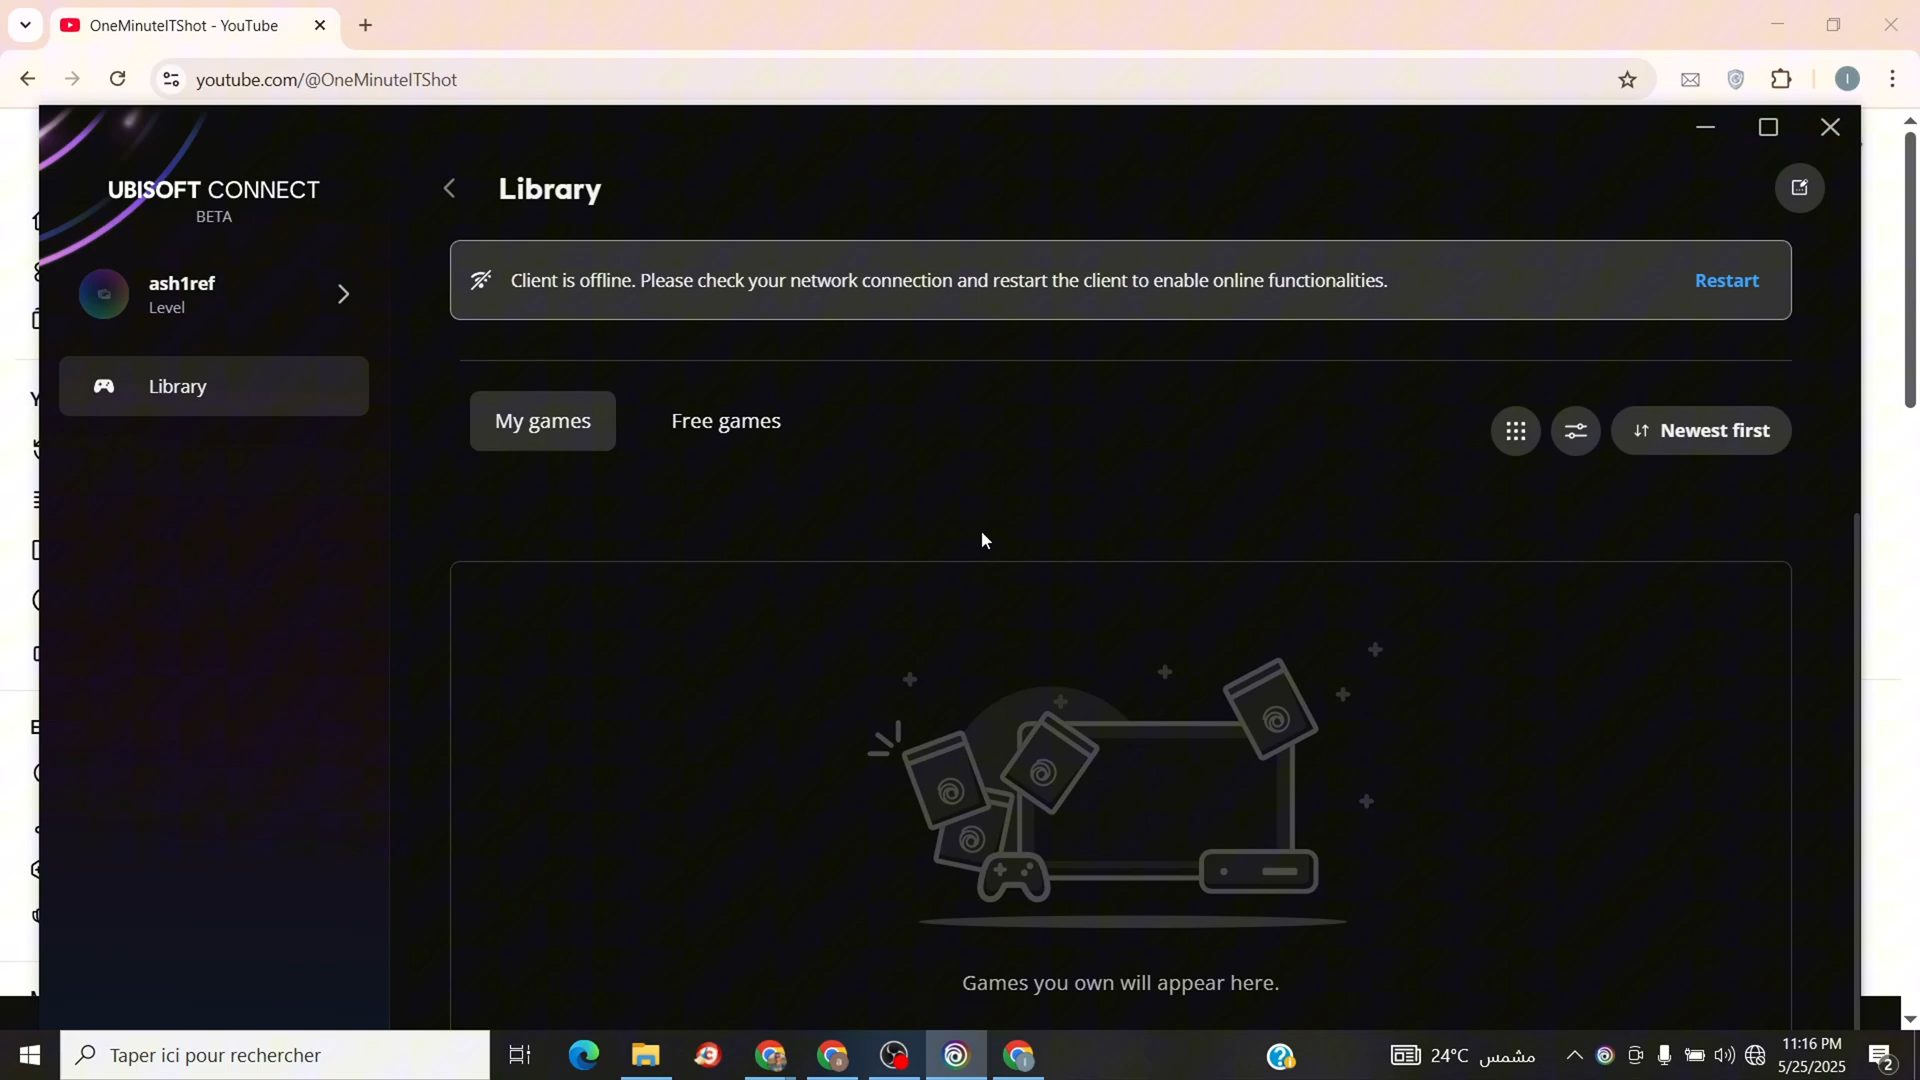 OneMinuteITShot - YouTube
youtube.com/@OneMinuteITShot
I
UBISOFT CONNECT
BETA
Library
ash1ref
Level
Client is offline. Please check your network connection and restart the client to enable online functionalities.
Restart
Library
My games
Free games
Newest first
Games you own will appear here.
Taper ici pour rechercher
24°C مشمس
11:16 PM
5/25/2025
2